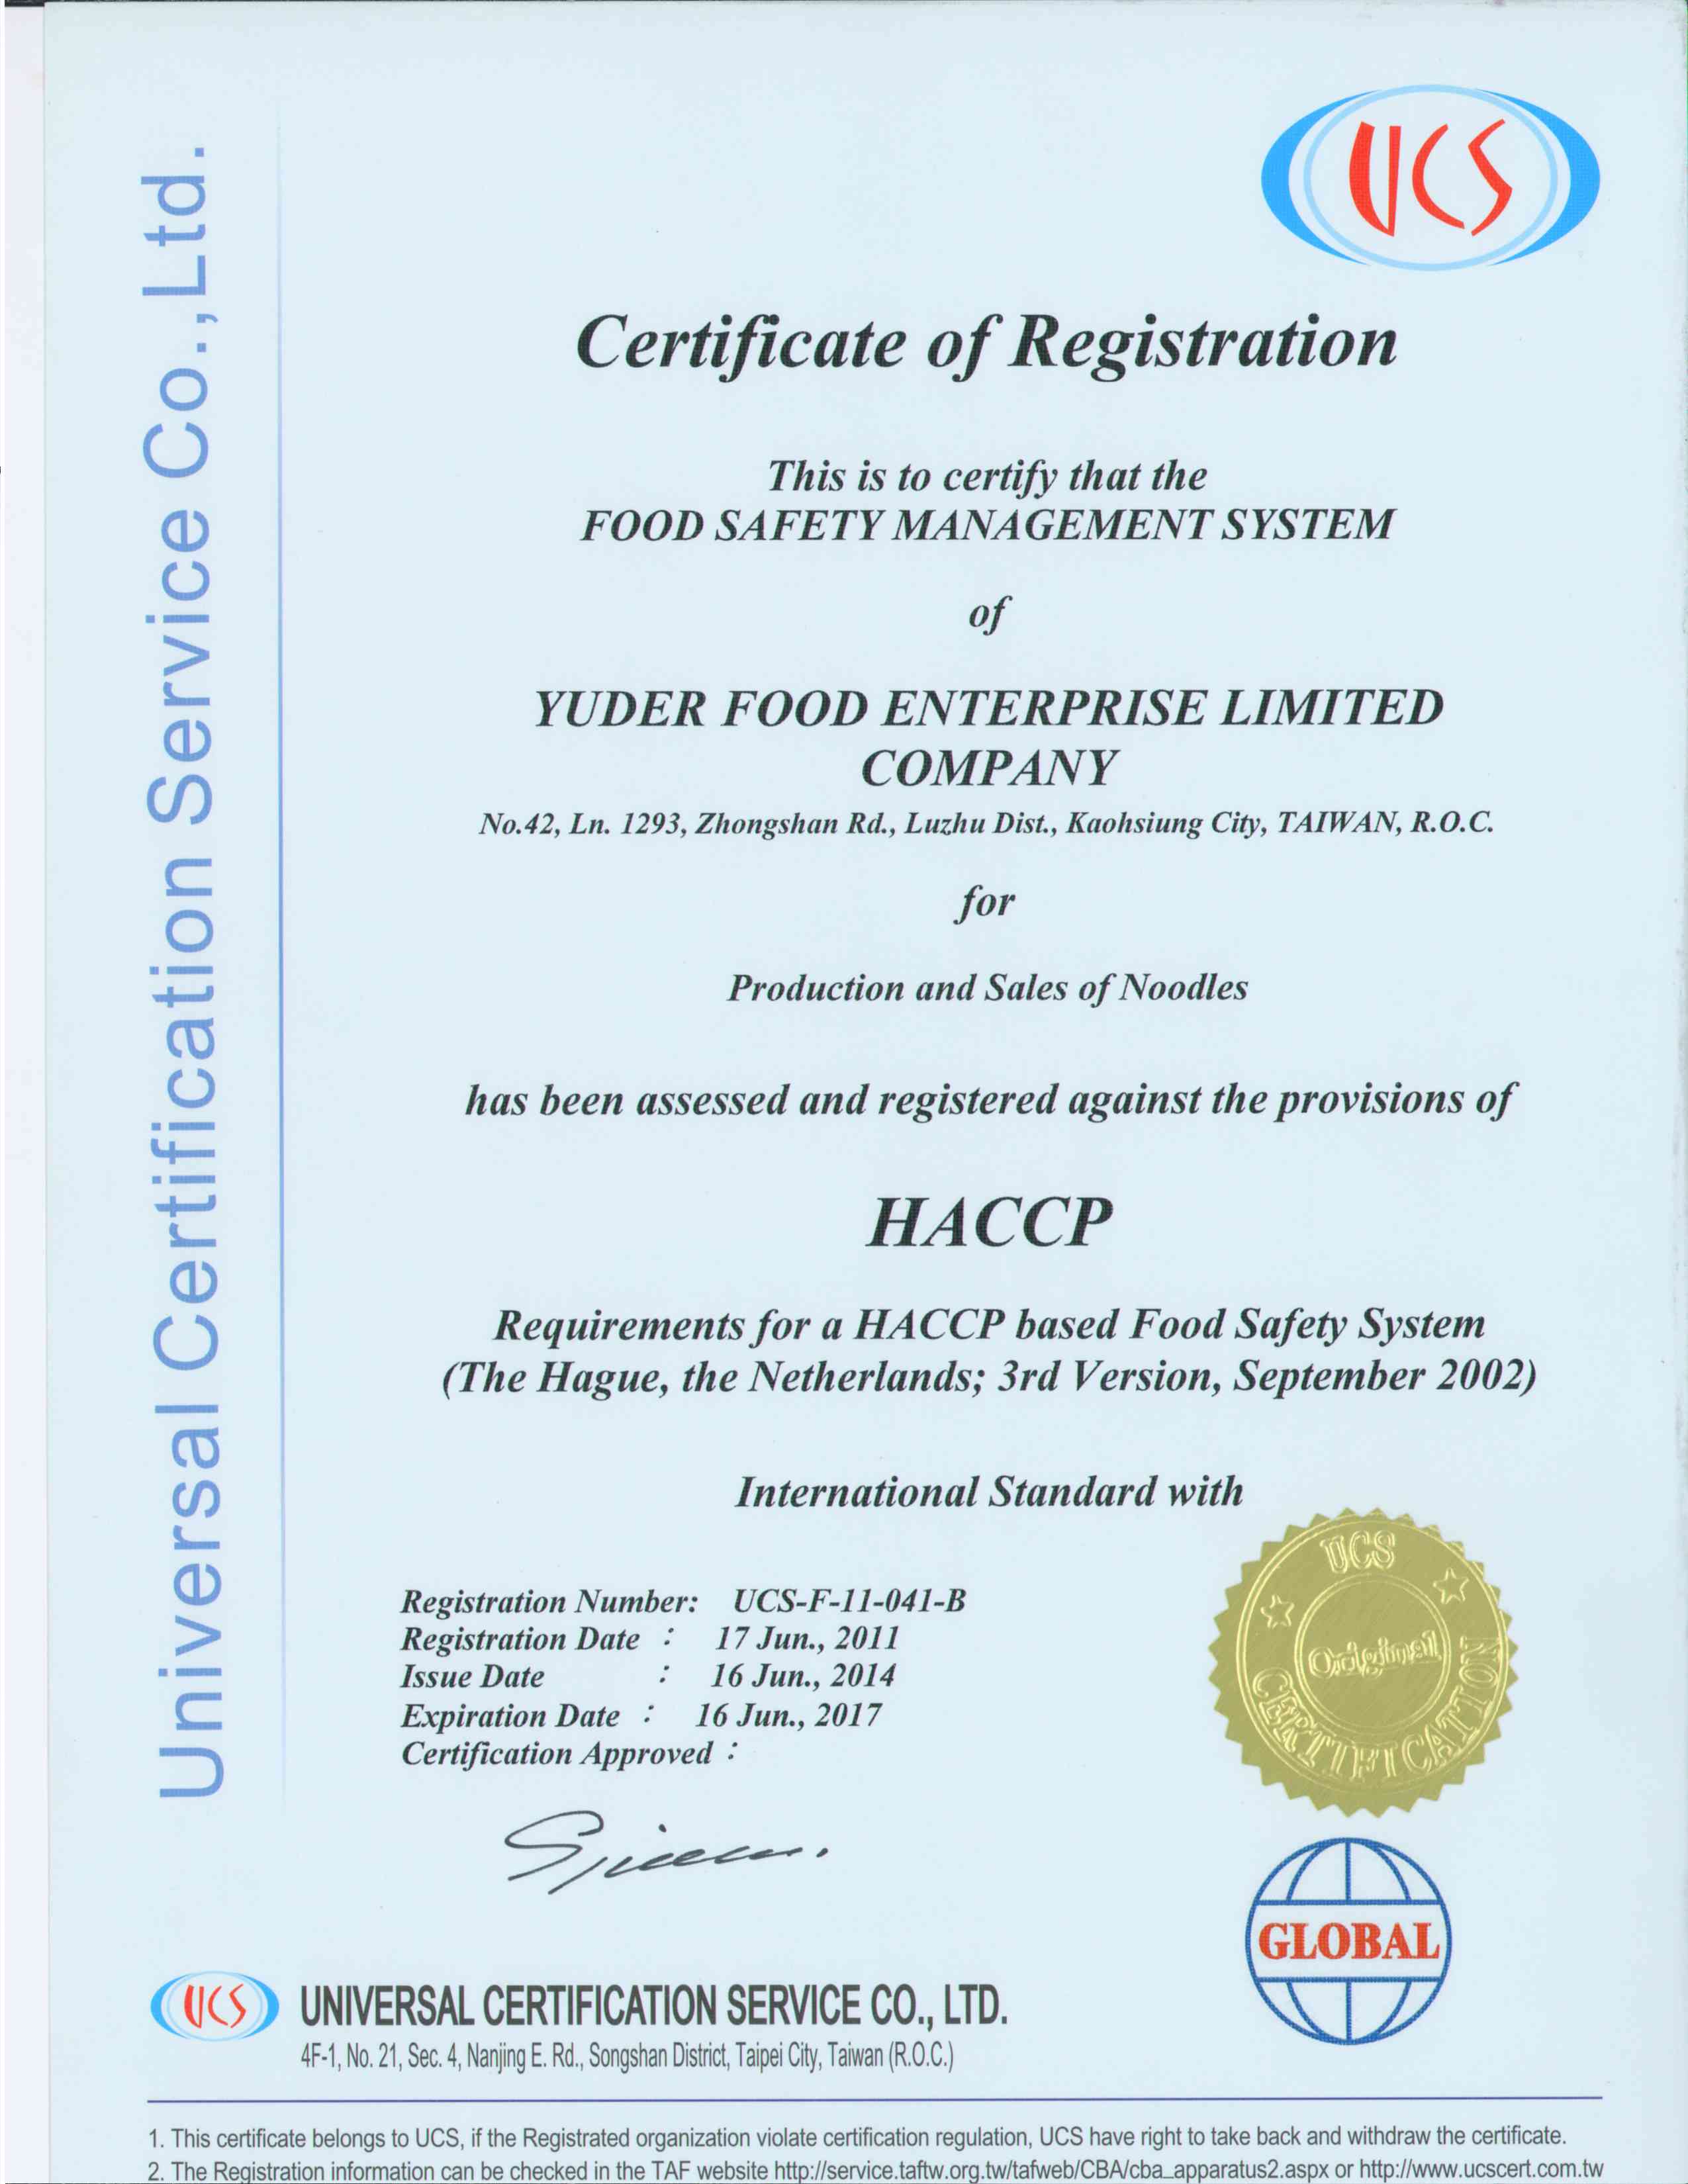 UCS
Universal Certification Service Co.,Ltd.
Certificate of Registration
This is to certify that the
FOOD SAFETY MANAGEMENT SYSTEM
of
YUDER FOOD ENTERPRISE LIMITED
COMPANY
No.42, Ln. 1293, Zhongshan Rd., Luzhu Dist., Kaohsiung City, TAIWAN, R.O.C.
for
Production and Sales of Noodles
has been assessed and registered against the provisions of
HACCP
Requirements for a HACCP based Food Safety System
(The Hague, the Netherlands; 3rd Version, September 2002)
International Standard with
Registration Number: UCS-F-11-041-B
Registration Date : 17 Jun., 2011
Issue Date : 16 Jun., 2014
Expiration Date : 16 Jun., 2017
Certification Approved :
UCS
Original
CERTIFICATION
GLOBAL
UCS
UNIVERSAL CERTIFICATION SERVICE CO., LTD.
4F-1, No. 21, Sec. 4, Nanjing E. Rd., Songshan District, Taipei City, Taiwan (R.O.C.)
1. This certificate belongs to UCS, if the Registrated organization violate certification regulation, UCS have right to take back and withdraw the certificate.
2. The Registration information can be checked in the TAF website http://service.taftw.org.tw/tafweb/CBA/cba_apparatus2.aspx or http://www.ucscert.com.tw